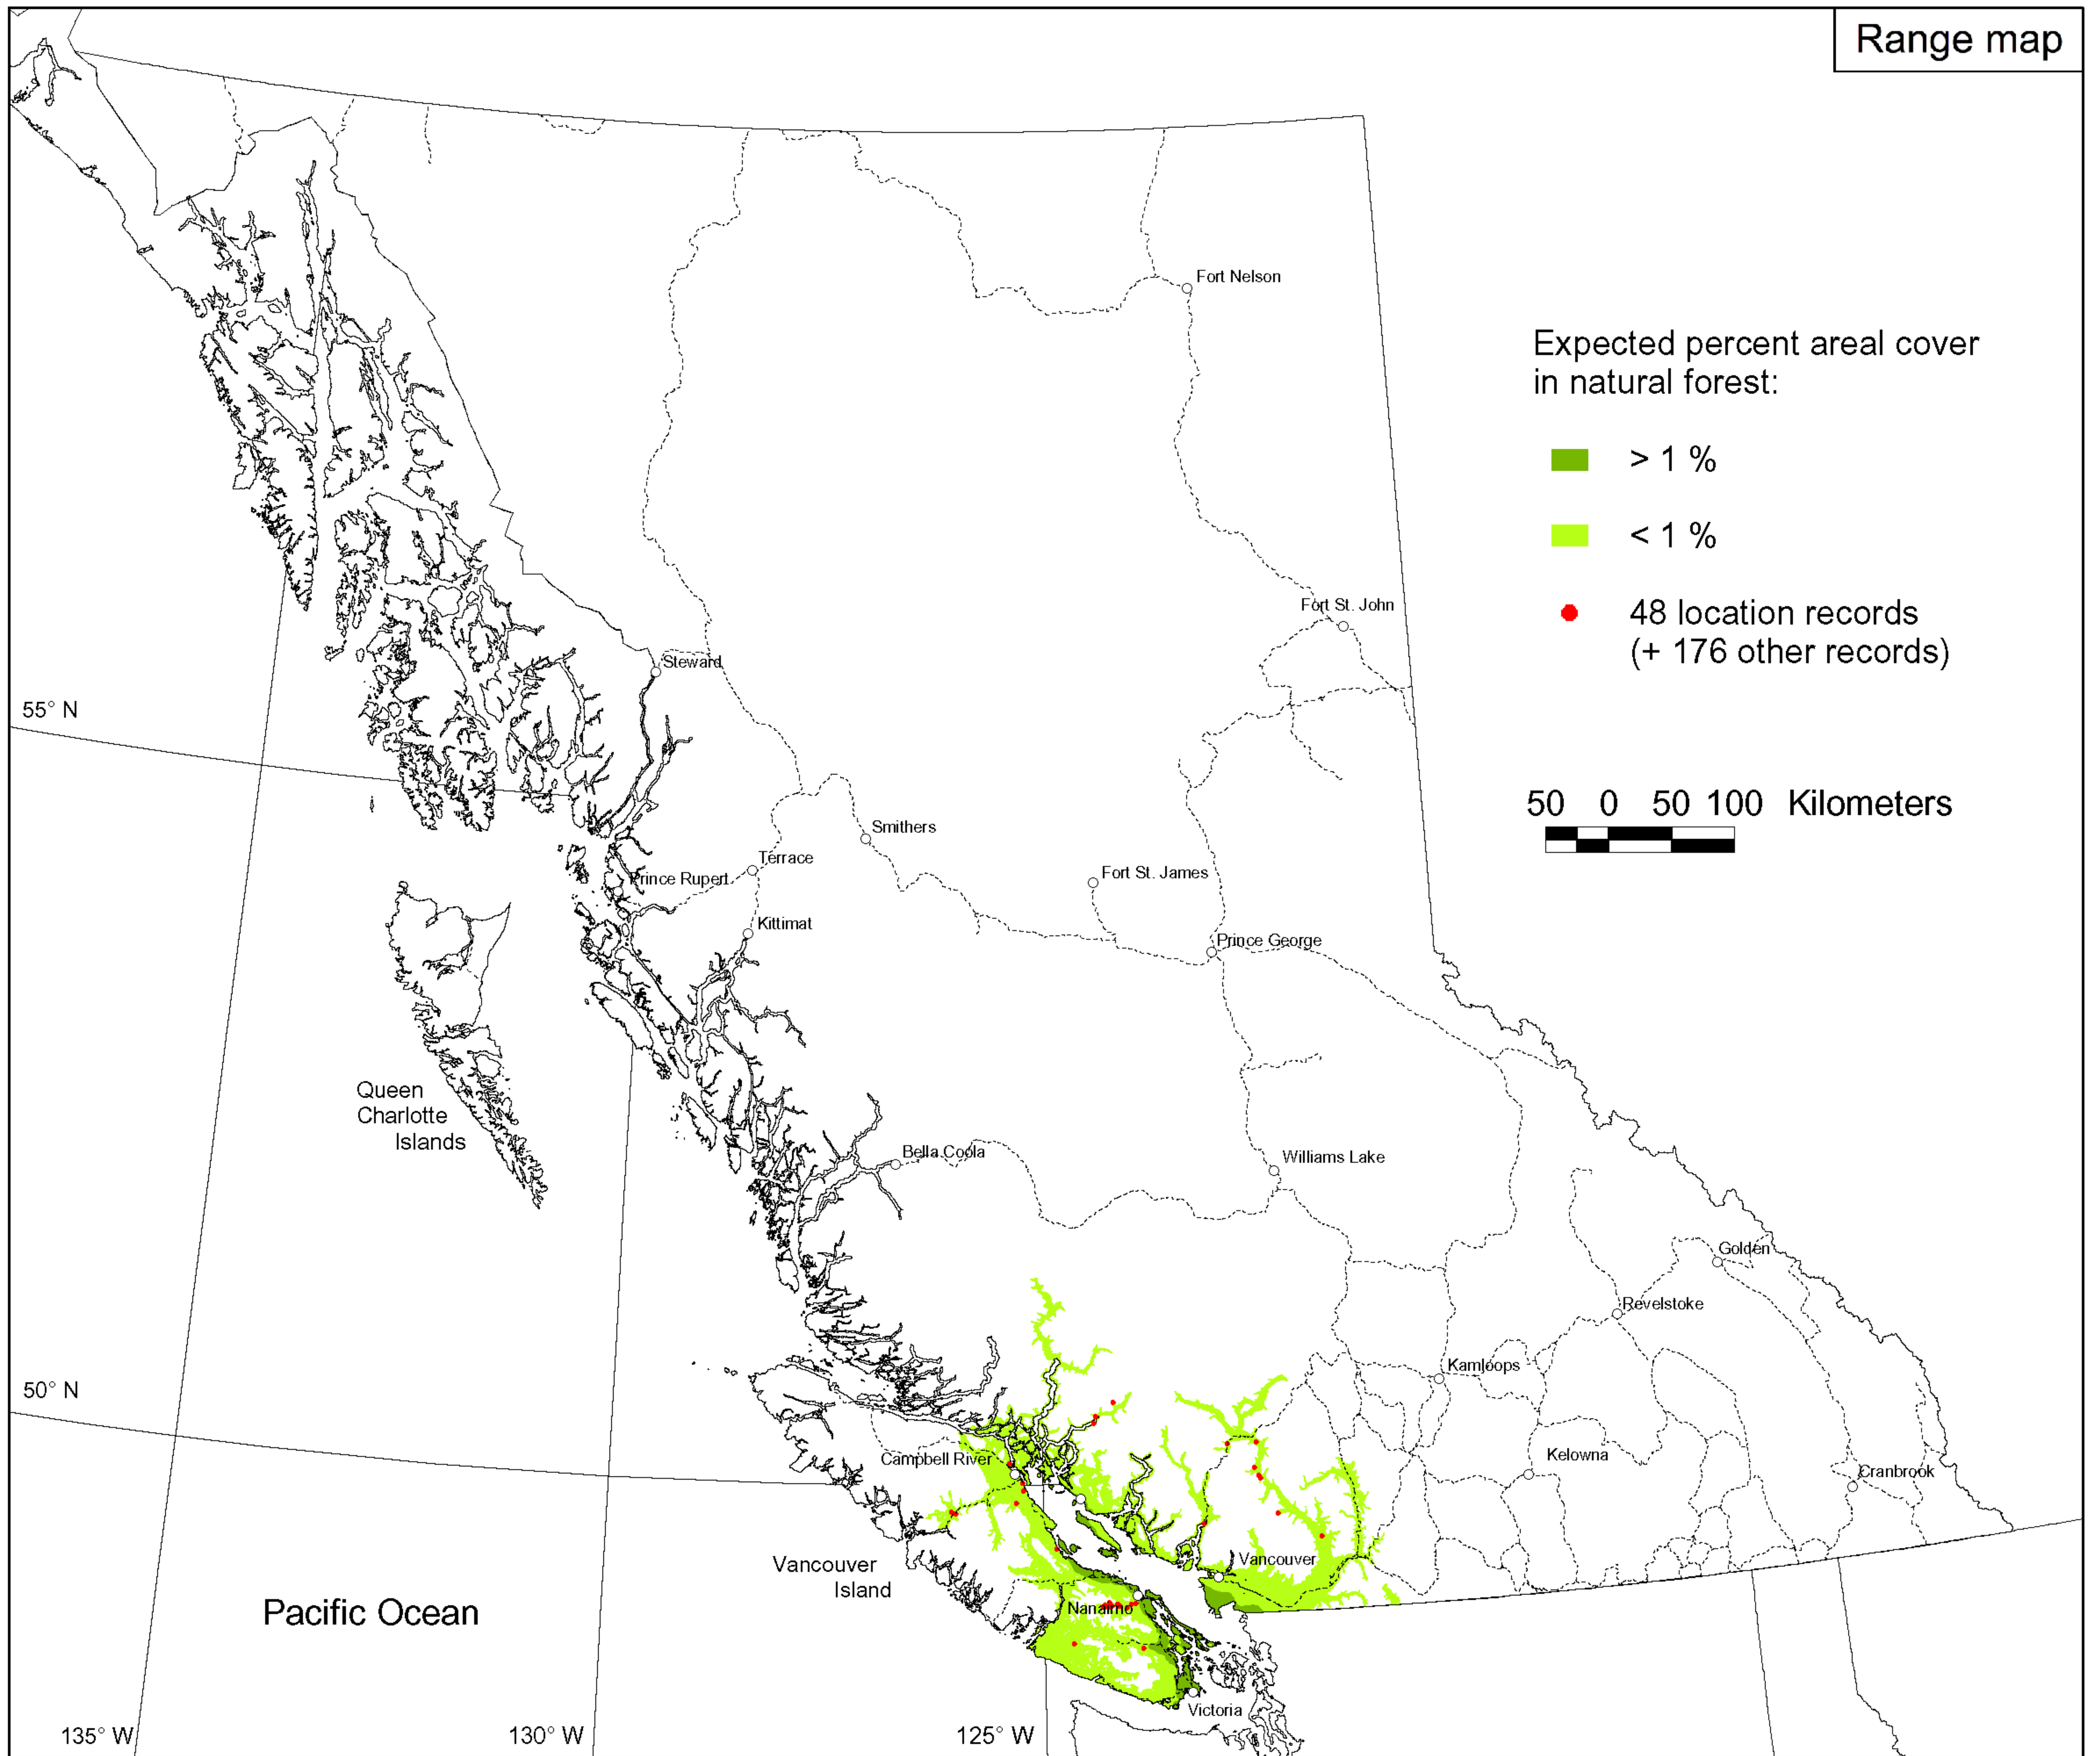 Range map
Fort Nelson
Expected percent areal cover
in natural forest:
> 1 %
< 1 %
48 location records
(+ 176 other records)
Fort St. John
Steward
55° N
50 0 50 100 Kilometers
Smithers
Terrace
Fort St. James
Prince Rupert
Kittimat
Prince George
Queen
Charlotte
Islands
Bella Coola
Williams Lake
Golden
Revelstoke
Kamloops
50° N
Campbell River
Kelowna
Cranbrook
Vancouver
Island
Vancouver
Pacific Ocean
Nanaimo
Victoria
135° W
130° W
125° W